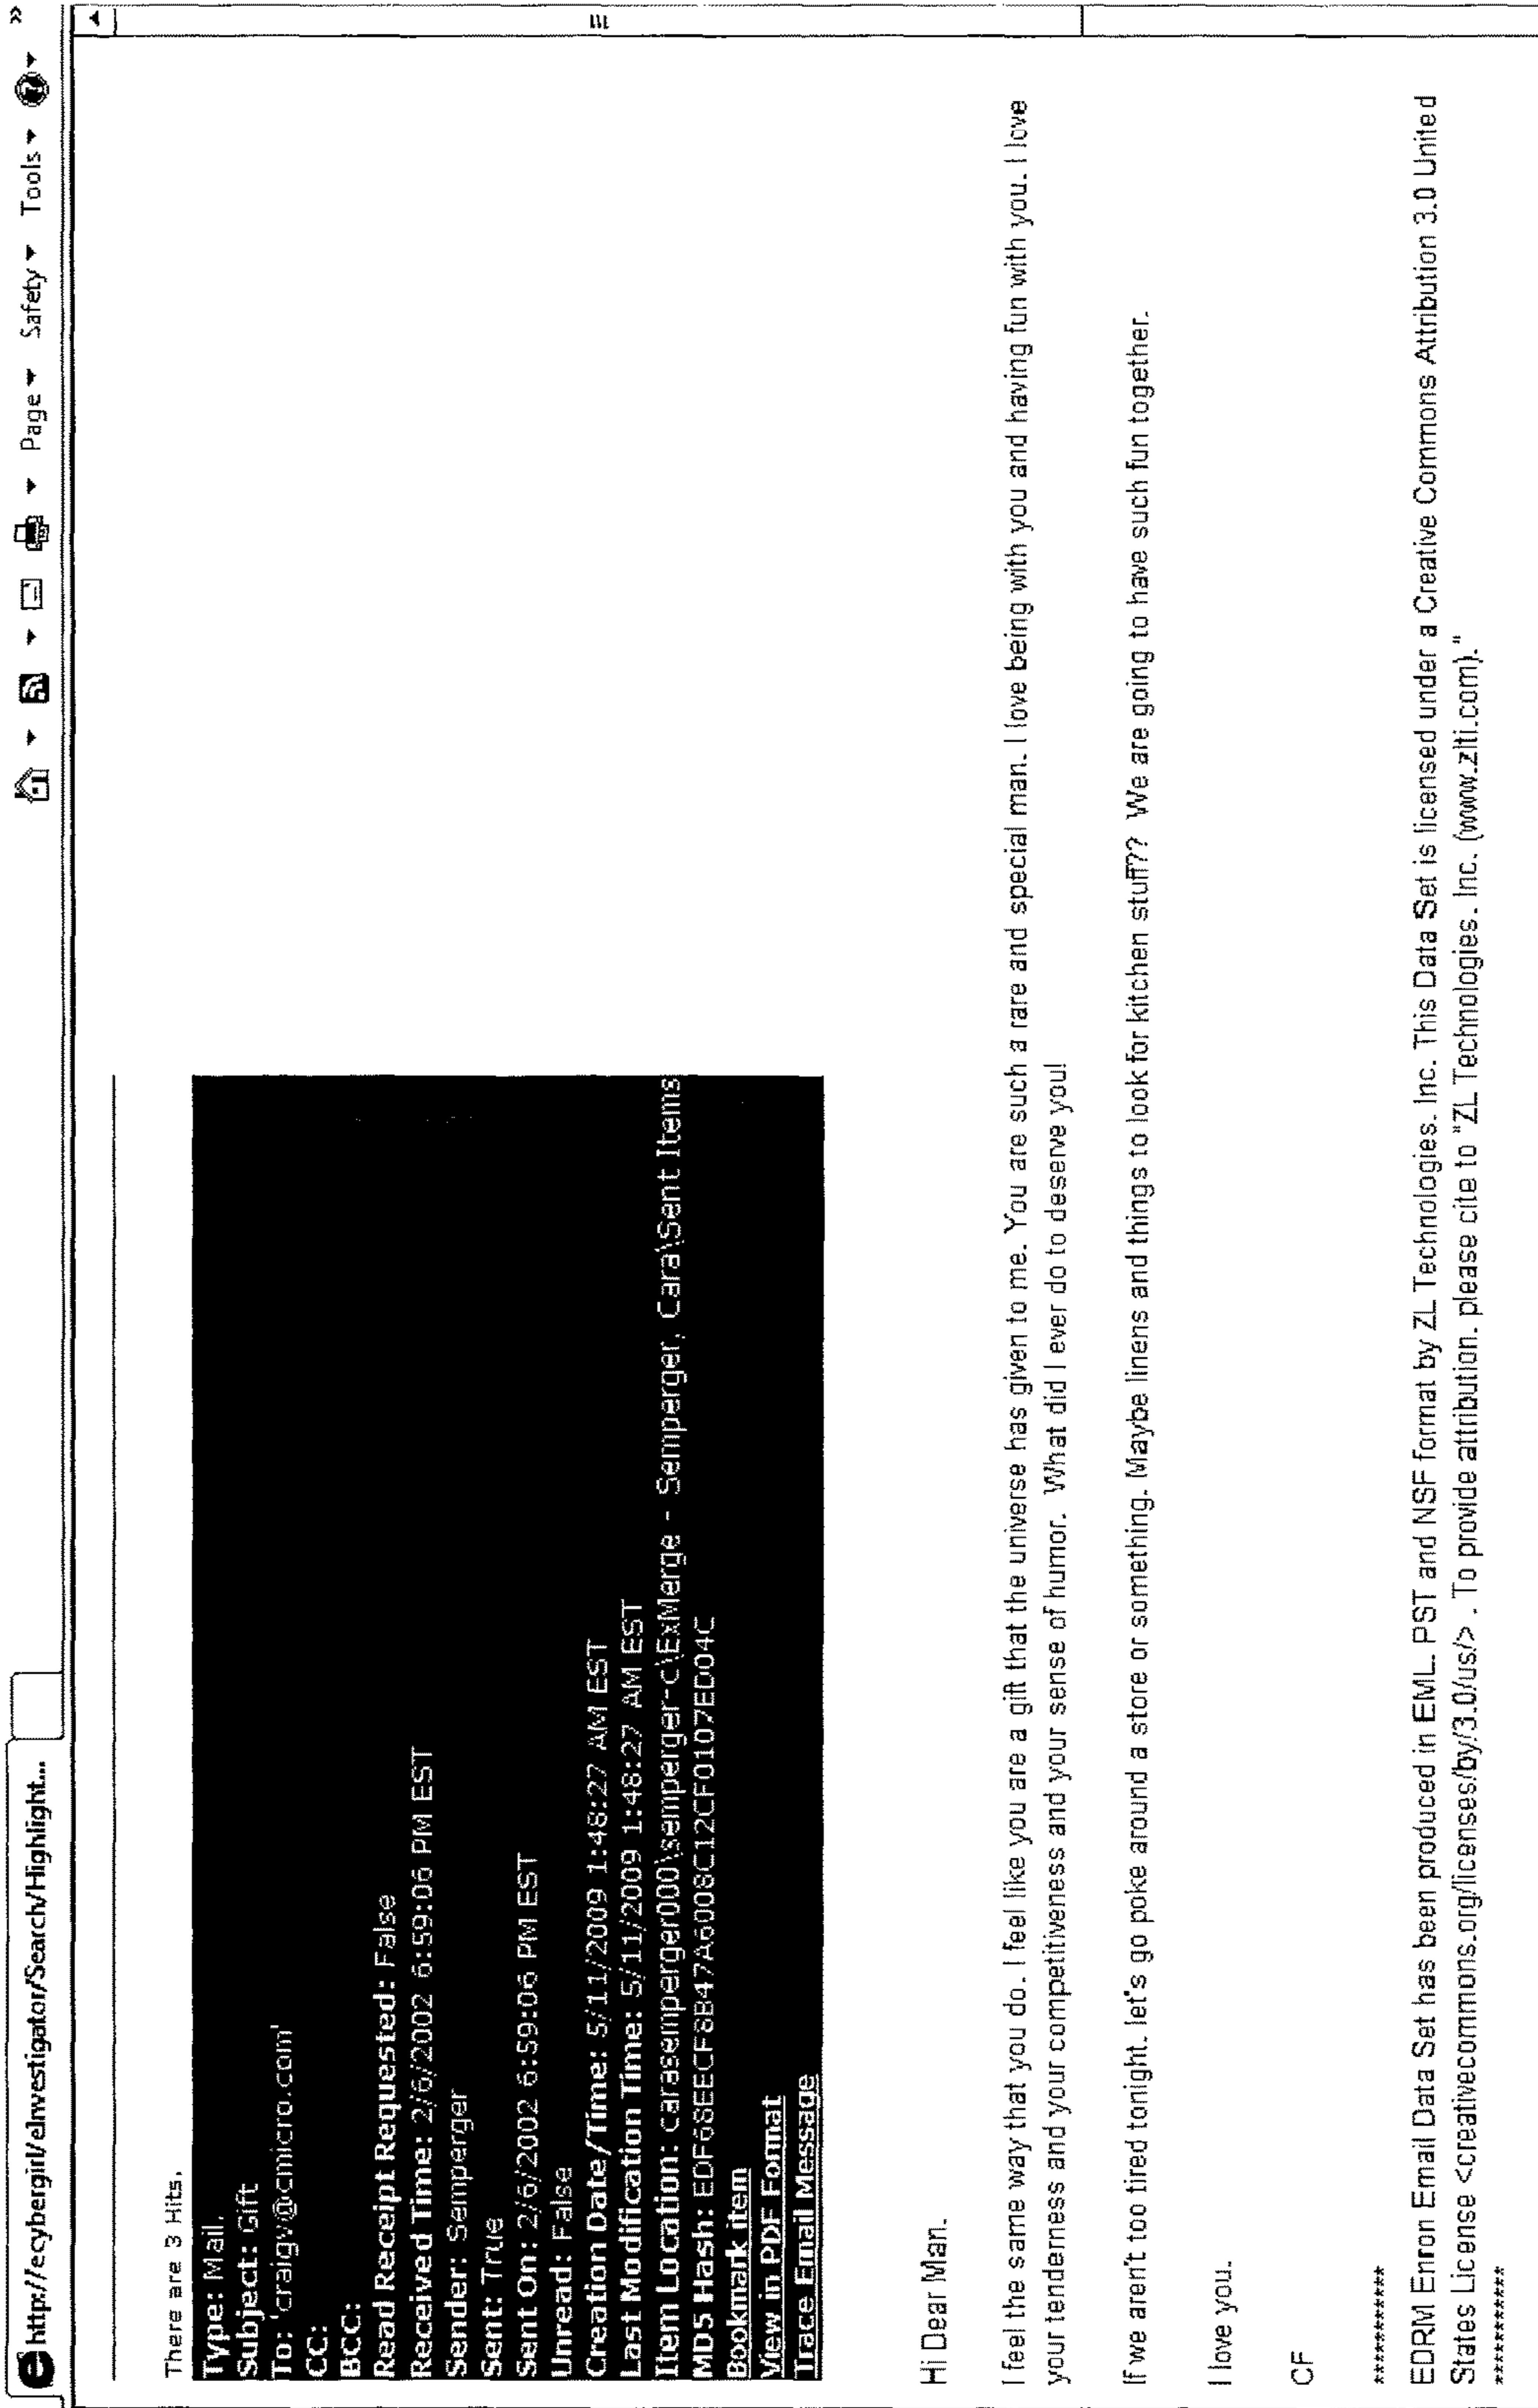 http://ecybergirl/eInvestigator/Search/Highlight...
Page Safety Tools
There are 3 Hits.
Type: Mail.
Subject: Gift
To: 'craigv@cmicro.com'
CC:
BCC:
Read Receipt Requested: False
Received Time: 2/6/2002 6:59:06 PM EST
Sender: Semperger
Sent: True
Sent On: 2/6/2002 6:59:06 PM EST
Unread: False
Creation Date/Time: 5/11/2009 1:48:27 AM EST
Last Modification Time: 5/11/2009 1:48:27 AM EST
Item Location: carasemperger000\semperger-c\ExMerge - Semperger, Cara\Sent Items
MD5 Hash: EDF68EECF8B47A6008C12CF0107ED04C
Bookmark item
View in PDF Format
Trace Email Message
Hi Dear Man.
I feel the same way that you do. I feel like you are a gift that the universe has given to me. You are such a rare and special man. I love being with you and having fun with you. I love
your tenderness and your competitiveness and your sense of humor. What did I ever do to deserve you!
If we aren't too tired tonight. let's go poke around a store or something. Maybe linens and things to look for kitchen stuff?? We are going to have such fun together.
I love you.
CF
***********
EDRM Enron Email Data Set has been produced in EML. PST and NSF format by ZL Technologies. Inc. This Data Set is licensed under a Creative Commons Attribution 3.0 United
States License <creativecommons.org/licenses/by/3.0/us/> . To provide attribution. please cite to "ZL Technologies. Inc. (www.zlti.com)."
***********